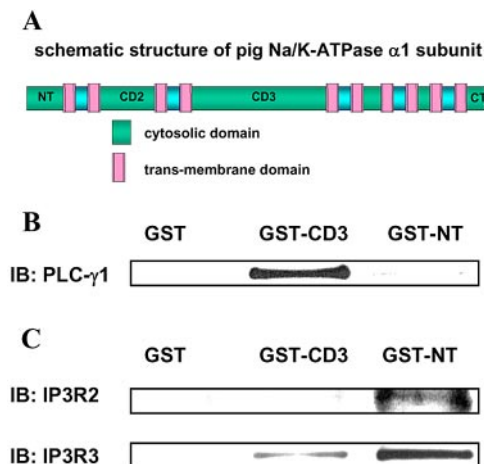 A
schematic structure of pig Na/K-ATPase α1 subunit
NT CD2 CD3 CT
cytosolic domain
trans-membrane domain
B
GST GST-CD3 GST-NT
IB: PLC-γ1
C
GST GST-CD3 GST-NT
IB: IP3R2
IB: IP3R3